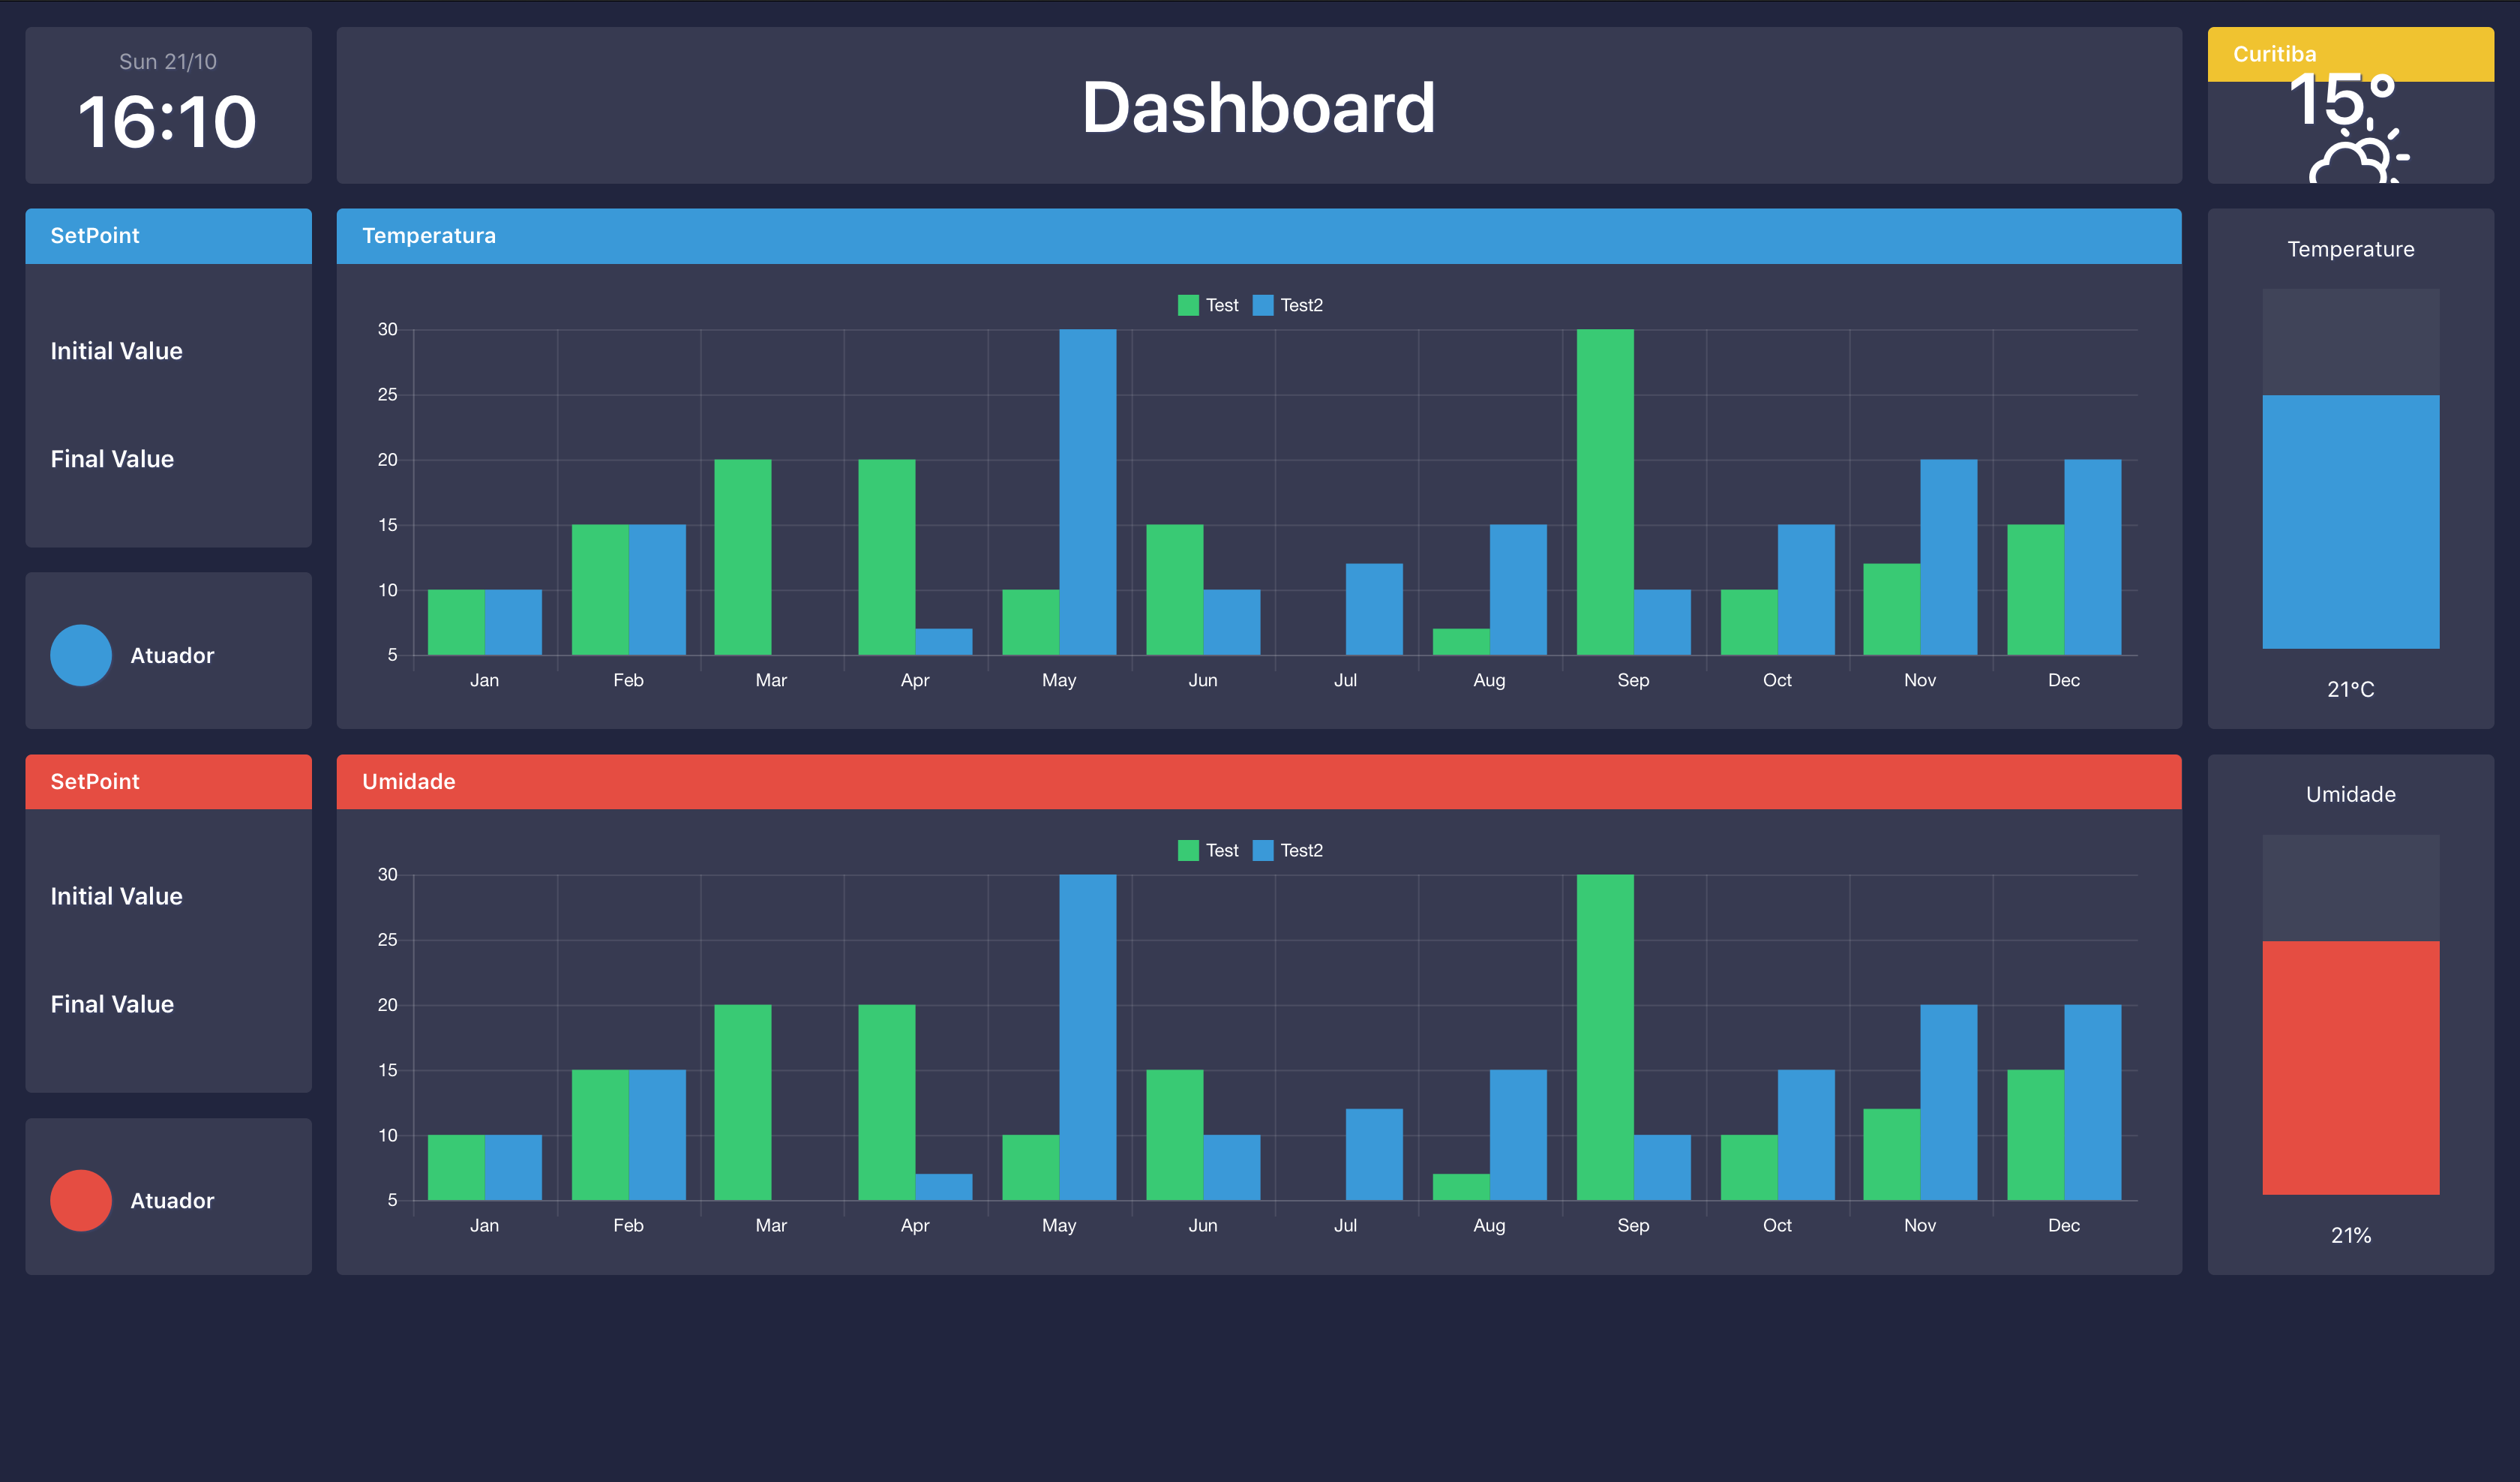 Sun 21/10
16:10
Dashboard
Curitiba
15°
SetPoint
Initial Value
Final Value
Atuador
Temperatura
Test Test2
30
25
20
15
10
5
Jan Feb Mar Apr May Jun Jul Aug Sep Oct Nov Dec
Temperature
21°C
SetPoint
Initial Value
Final Value
Atuador
Umidade
Test Test2
30
25
20
15
10
5
Jan Feb Mar Apr May Jun Jul Aug Sep Oct Nov Dec
Umidade
21%